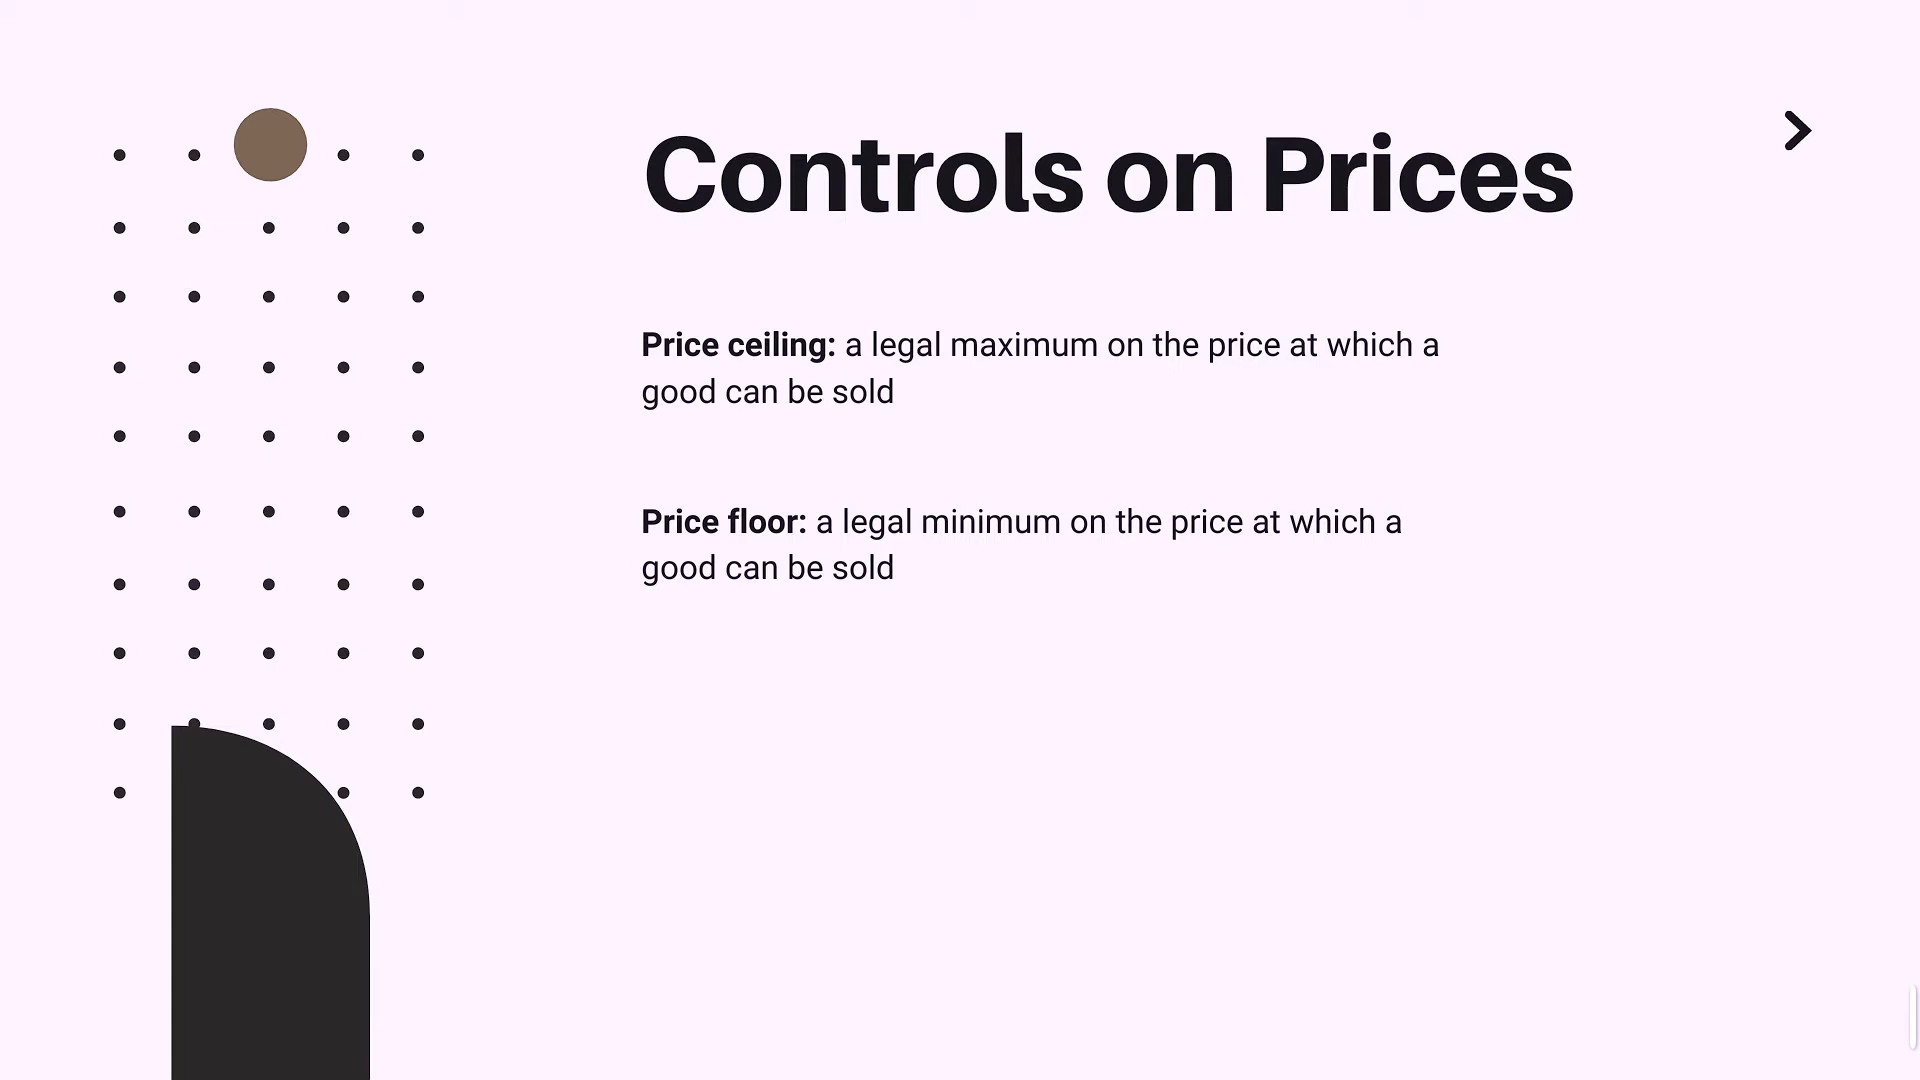 Controls on Prices
Price ceiling: a legal maximum on the price at which a
good can be sold
Price floor: a legal minimum on the price at which a
good can be sold